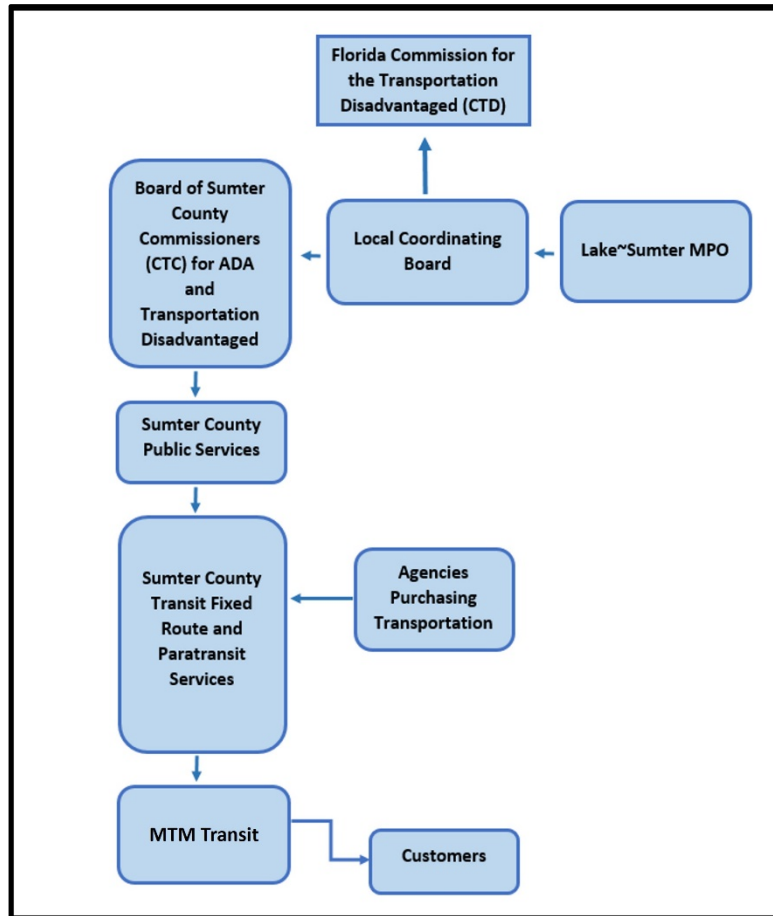 Florida Commission for
the Transportation
Disadvantaged (CTD)
Board of Sumter
County
Commissioners
(CTC) for ADA
and
Transportation
Disadvantaged
Local Coordinating
Board
Lake~Sumter MPO
Sumter County
Public Services
Sumter County
Transit Fixed
Route and
Paratransit
Services
Agencies
Purchasing
Transportation
MTM Transit
Customers